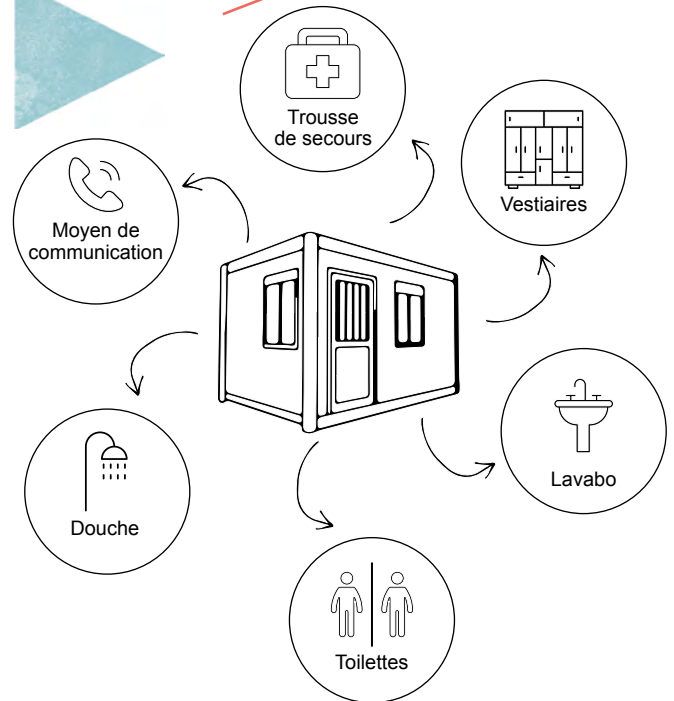 Trousse
de secours
Vestiaires
Moyen de
communication
Lavabo
Douche
Toilettes